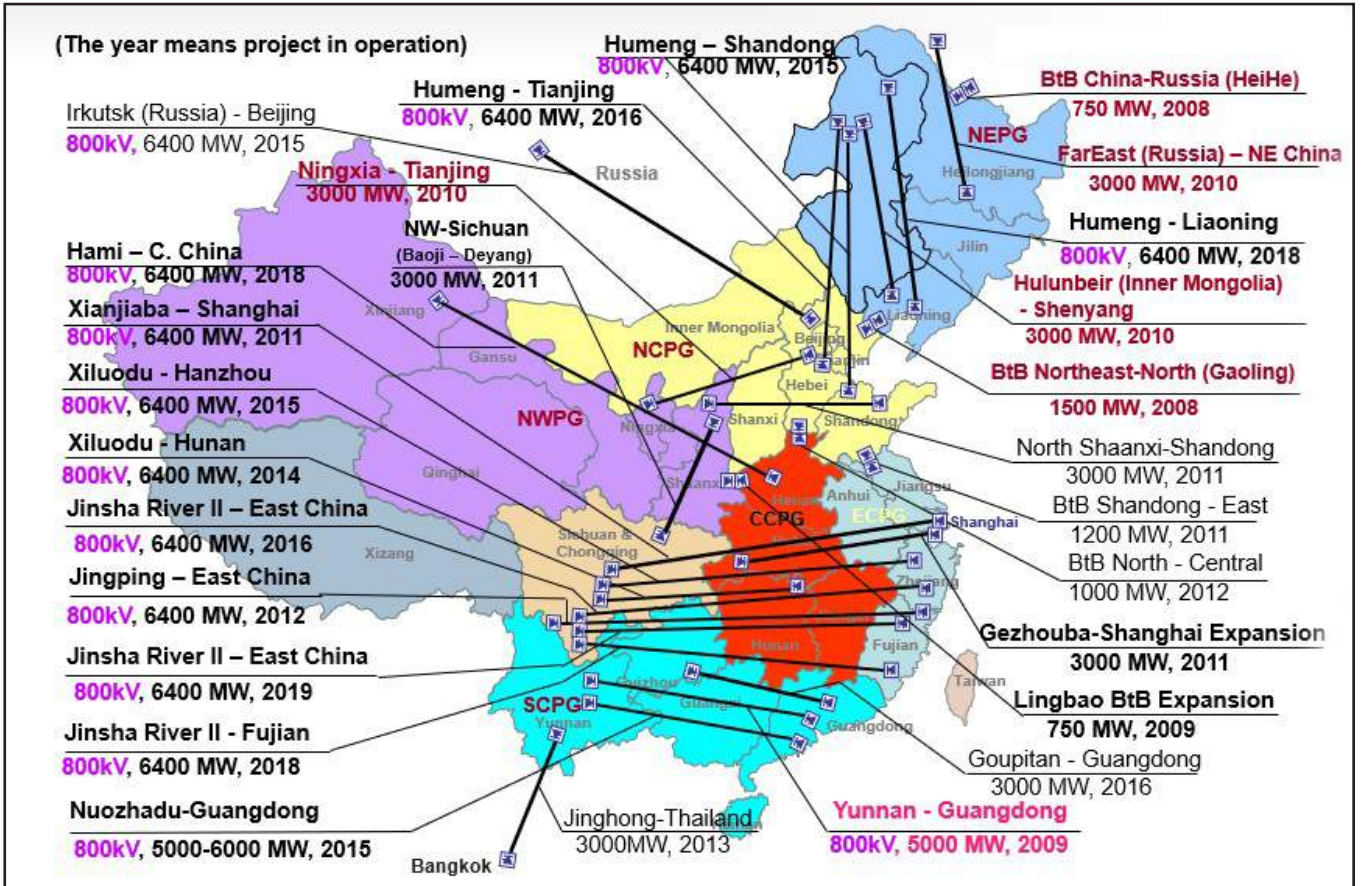 (The year means project in operation)
Humeng – Shandong
800kV, 6400 MW, 2015
Humeng - Tianjing
800kV, 6400 MW, 2016
Irkutsk (Russia) - Beijing
800kV, 6400 MW, 2015
Ningxia - Tianjing
3000 MW, 2010
NW-Sichuan
(Baoji – Deyang)
3000 MW, 2011
Hami – C. China
800kV, 6400 MW, 2018
Xianjiaba – Shanghai
800kV, 6400 MW, 2011
Xiluodu - Hanzhou
800kV, 6400 MW, 2015
Xiluodu - Hunan
800kV, 6400 MW, 2014
Jinsha River II – East China
800kV, 6400 MW, 2016
Jingping – East China
800kV, 6400 MW, 2012
Jinsha River II – East China
800kV, 6400 MW, 2019
Jinsha River II - Fujian
800kV, 6400 MW, 2018
Nuozhadu-Guangdong
800kV, 5000-6000 MW, 2015
Bangkok
Jinghong-Thailand
3000MW, 2013
Yunnan - Guangdong
800kV, 5000 MW, 2009
BtB China-Russia (HeiHe)
750 MW, 2008
FarEast (Russia) – NE China
3000 MW, 2010
Humeng - Liaoning
800kV, 6400 MW, 2018
Hulunbeir (Inner Mongolia)
- Shenyang
3000 MW, 2010
BtB Northeast-North (Gaoling)
1500 MW, 2008
North Shaanxi-Shandong
3000 MW, 2011
BtB Shandong - East
1200 MW, 2011
BtB North - Central
1000 MW, 2012
Gezhouba-Shanghai Expansion
3000 MW, 2011
Lingbao BtB Expansion
750 MW, 2009
Goupitan - Guangdong
3000 MW, 2016
Russia
NEPG
Heilongjiang
Jilin
Liaoning
Inner Mongolia
NCPG
Beijing
Hebei
Shanxi
Shandong
Xinjiang
Gansu
NWPG
Ningxia
Qinghai
Shaanxi
Henan
Anhui
Jiangsu
CCPG
ECPG
Shanghai
Xizang
Sichuan &
Chongqing
Zhejiang
Hunan
Fujian
Taiwan
Guizhou
SCPG
Yunnan
Guangxi
Guangdong